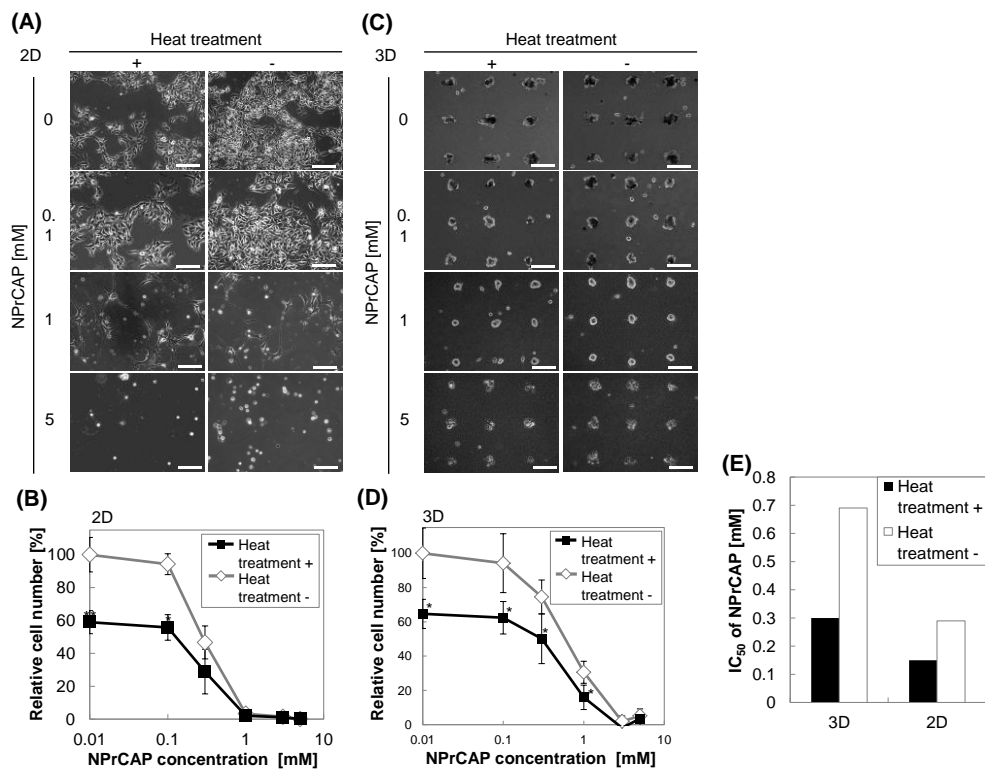 (A)
Heat treatment
2D
+ -
NPrCAP [mM]
0
0.
1
1
5
(C)
Heat treatment
3D
+ -
NPrCAP [mM]
0
0.
1
1
5
(B)
2D
Relative cell number [%]
100
80
60
40
20
0
0.01 0.1 1 10
NPrCAP concentration [mM]
Heat
treatment +
Heat
treatment -
**
*
(D)
3D
Relative cell number [%]
100
80
60
40
20
0
0.01 0.1 1 10
NPrCAP concentration [mM]
Heat
treatment +
Heat
treatment -
*
*
*
*
(E)
IC50 of NPrCAP [mM]
0.8
0.7
0.6
0.5
0.4
0.3
0.2
0.1
0
3D 2D
Heat
treatment +
Heat
treatment -